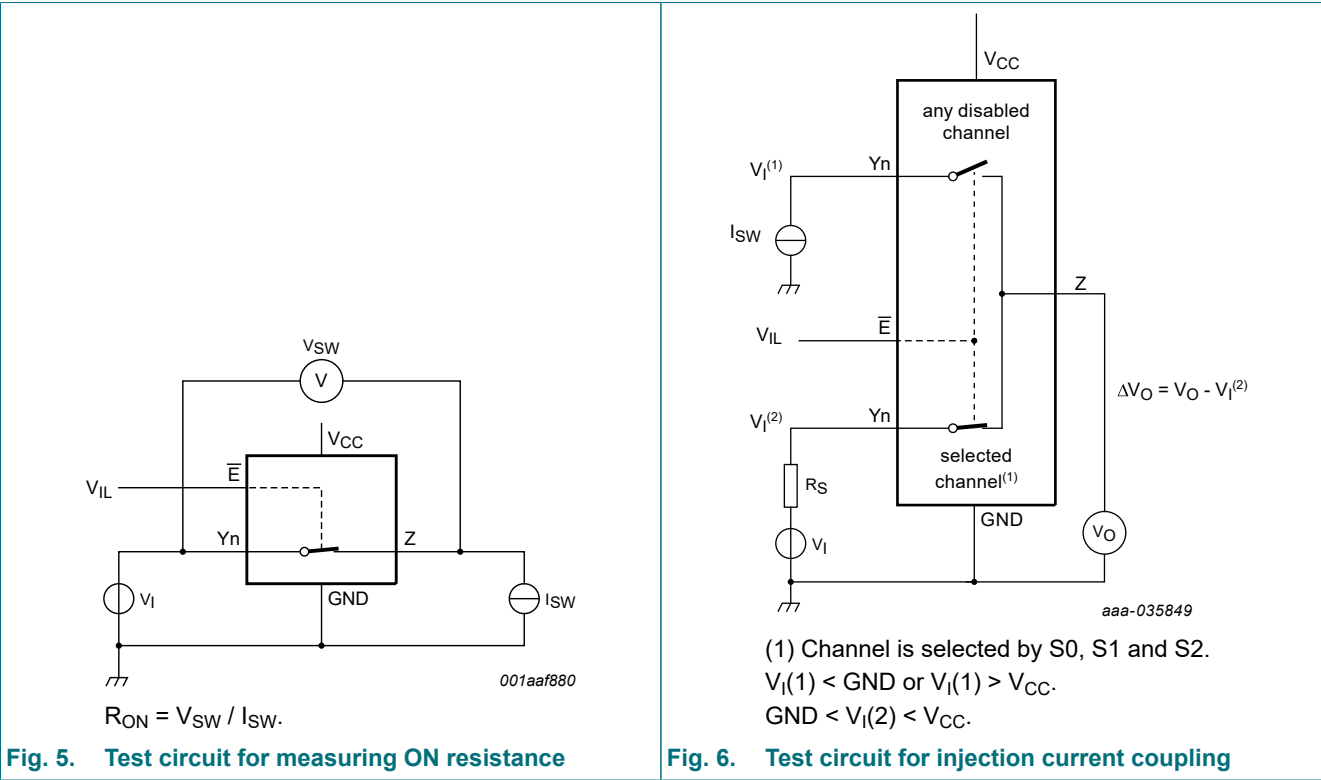 VSW
V
VCC
E
VIL
Yn
Z
VI
GND
ISW
001aaf880
RON = VSW / ISW.
Fig. 5. Test circuit for measuring ON resistance
VCC
any disabled
channel
VI(1)
Yn
ISW
Z
VIL
E
ΔVO = VO - VI(2)
VI(2)
Yn
selected
channel(1)
RS
GND
VI
VO
aaa-035849
(1) Channel is selected by S0, S1 and S2.
VI(1) < GND or VI(1) > VCC.
GND < VI(2) < VCC.
Fig. 6. Test circuit for injection current coupling